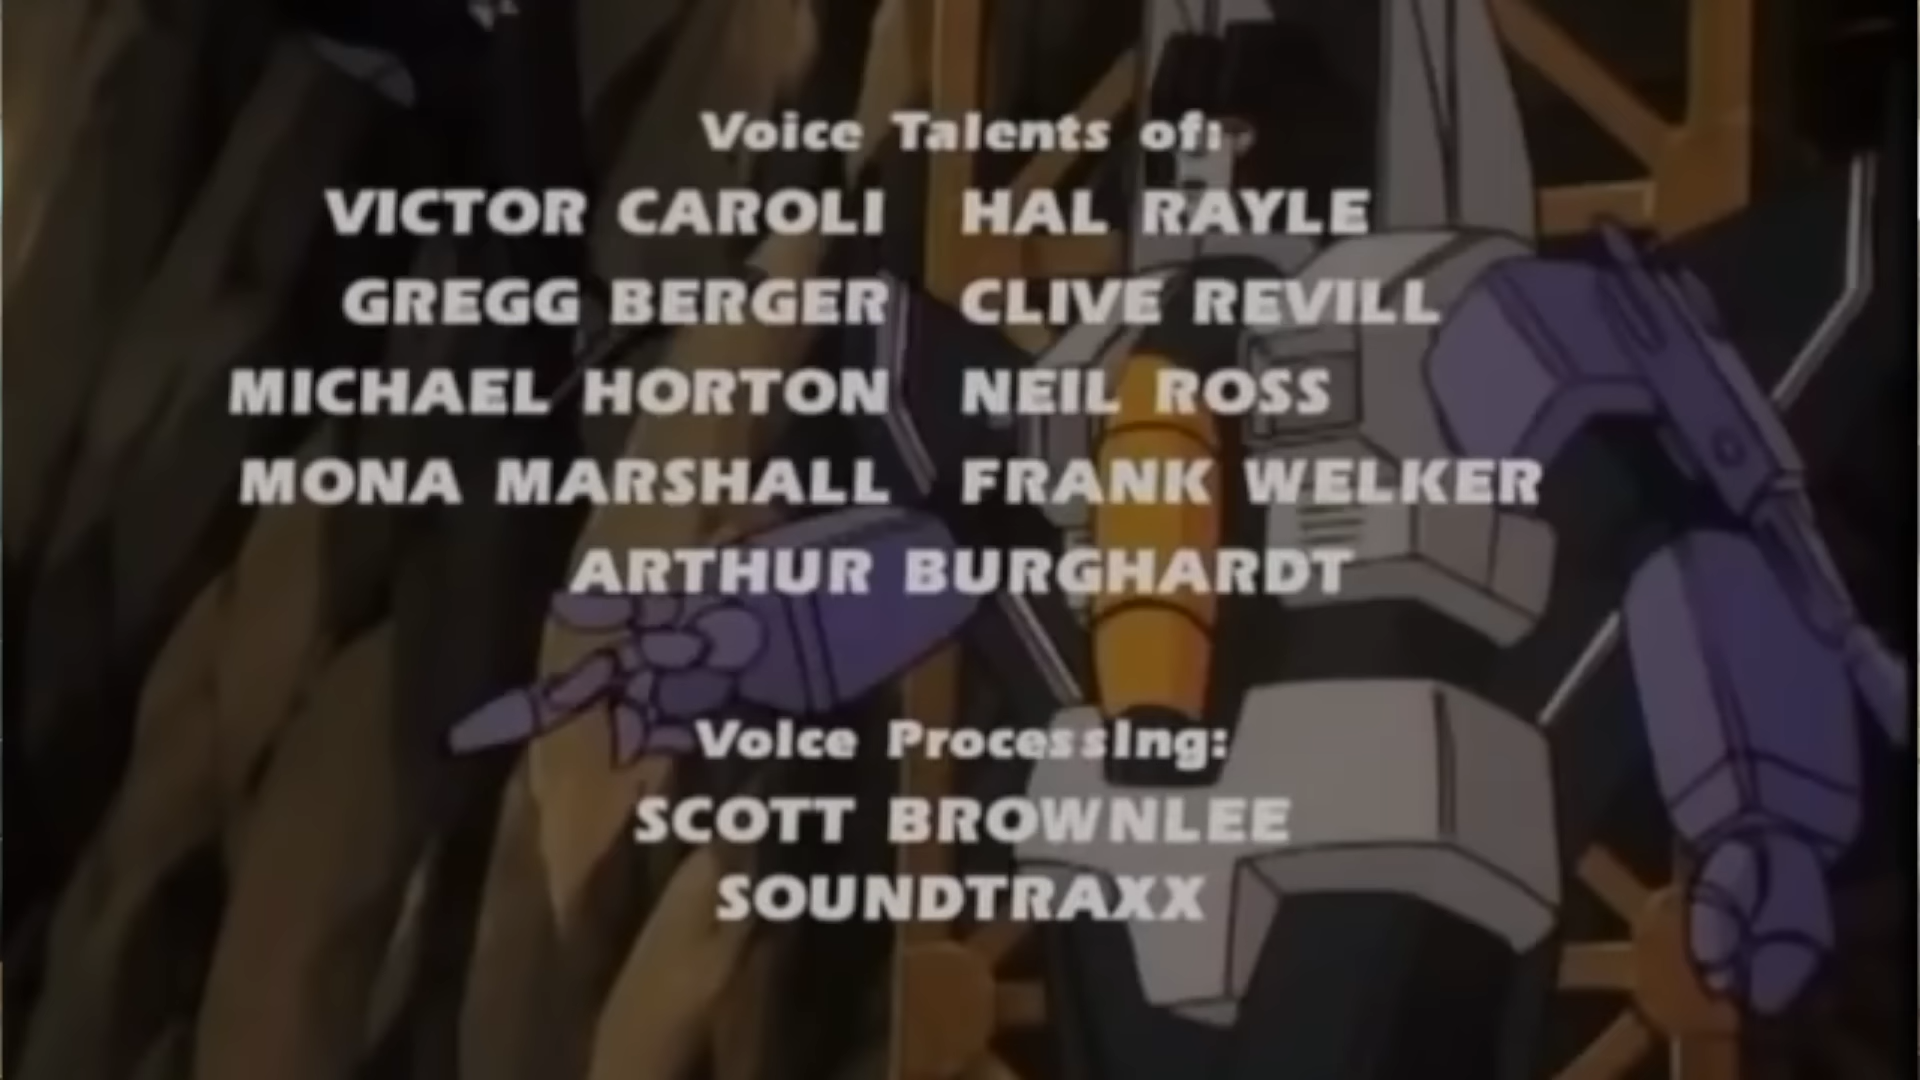 Voice Talents of:
VICTOR CAROLI HAL RAYLE
GREGG BERGER CLIVE REVILL
MICHAEL HORTON NEIL ROSS
MONA MARSHALL FRANK WELKER
ARTHUR BURGHARDT
Voice Processing:
SCOTT BROWNLEE
SOUNDTRAXX